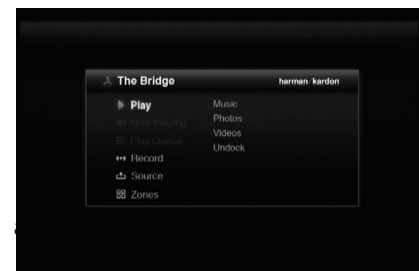 The Bridge harman/kardon
Play
Now Playing
Play Queue
Record
Source
Zones
Music
Photos
Videos
Undock